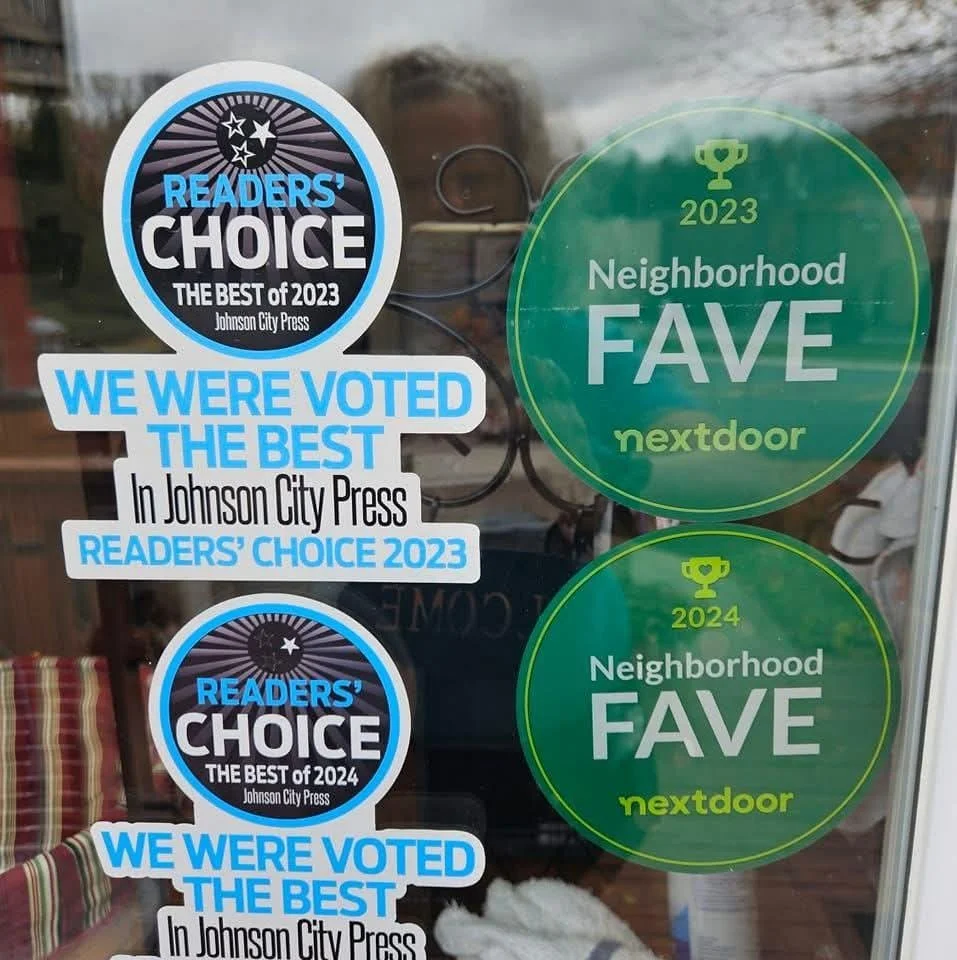 READERS'
CHOICE
THE BEST of 2023
Johnson City Press
WE WERE VOTED
THE BEST
In Johnson City Press
READERS' CHOICE 2023
2023
Neighborhood
FAVE
nextdoor
READERS'
CHOICE
THE BEST of 2024
Johnson City Press
WE WERE VOTED
THE BEST
In Johnson City Press
2024
Neighborhood
FAVE
nextdoor